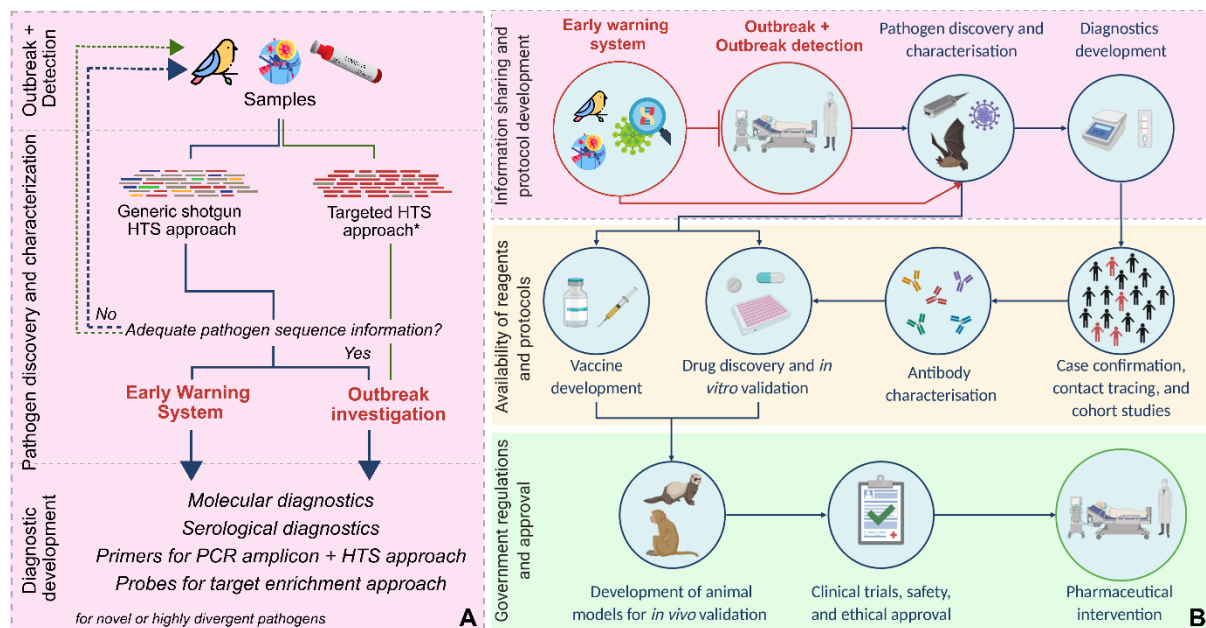 Outbreak +
Detection
Samples
Pathogen discovery and characterization
Generic shotgun
HTS approach
Targeted HTS
approach*
No
Adequate pathogen sequence information?
Yes
Early Warning
System
Outbreak
investigation
Diagnostic
development
Molecular diagnostics
Serological diagnostics
Primers for PCR amplicon + HTS approach
Probes for target enrichment approach
for novel or highly divergent pathogens
A
Information sharing and
protocol development
Early warning
system
Outbreak +
Outbreak detection
Pathogen discovery and
characterisation
Diagnostics
development
Availability of reagents
and protocols
Vaccine
development
Drug discovery and in
vitro validation
Antibody
characterisation
Case confirmation,
contact tracing, and
cohort studies
Government regulations
and approval
Development of animal
models for in vivo validation
Clinical trials, safety,
and ethical approval
Pharmaceutical
intervention
B